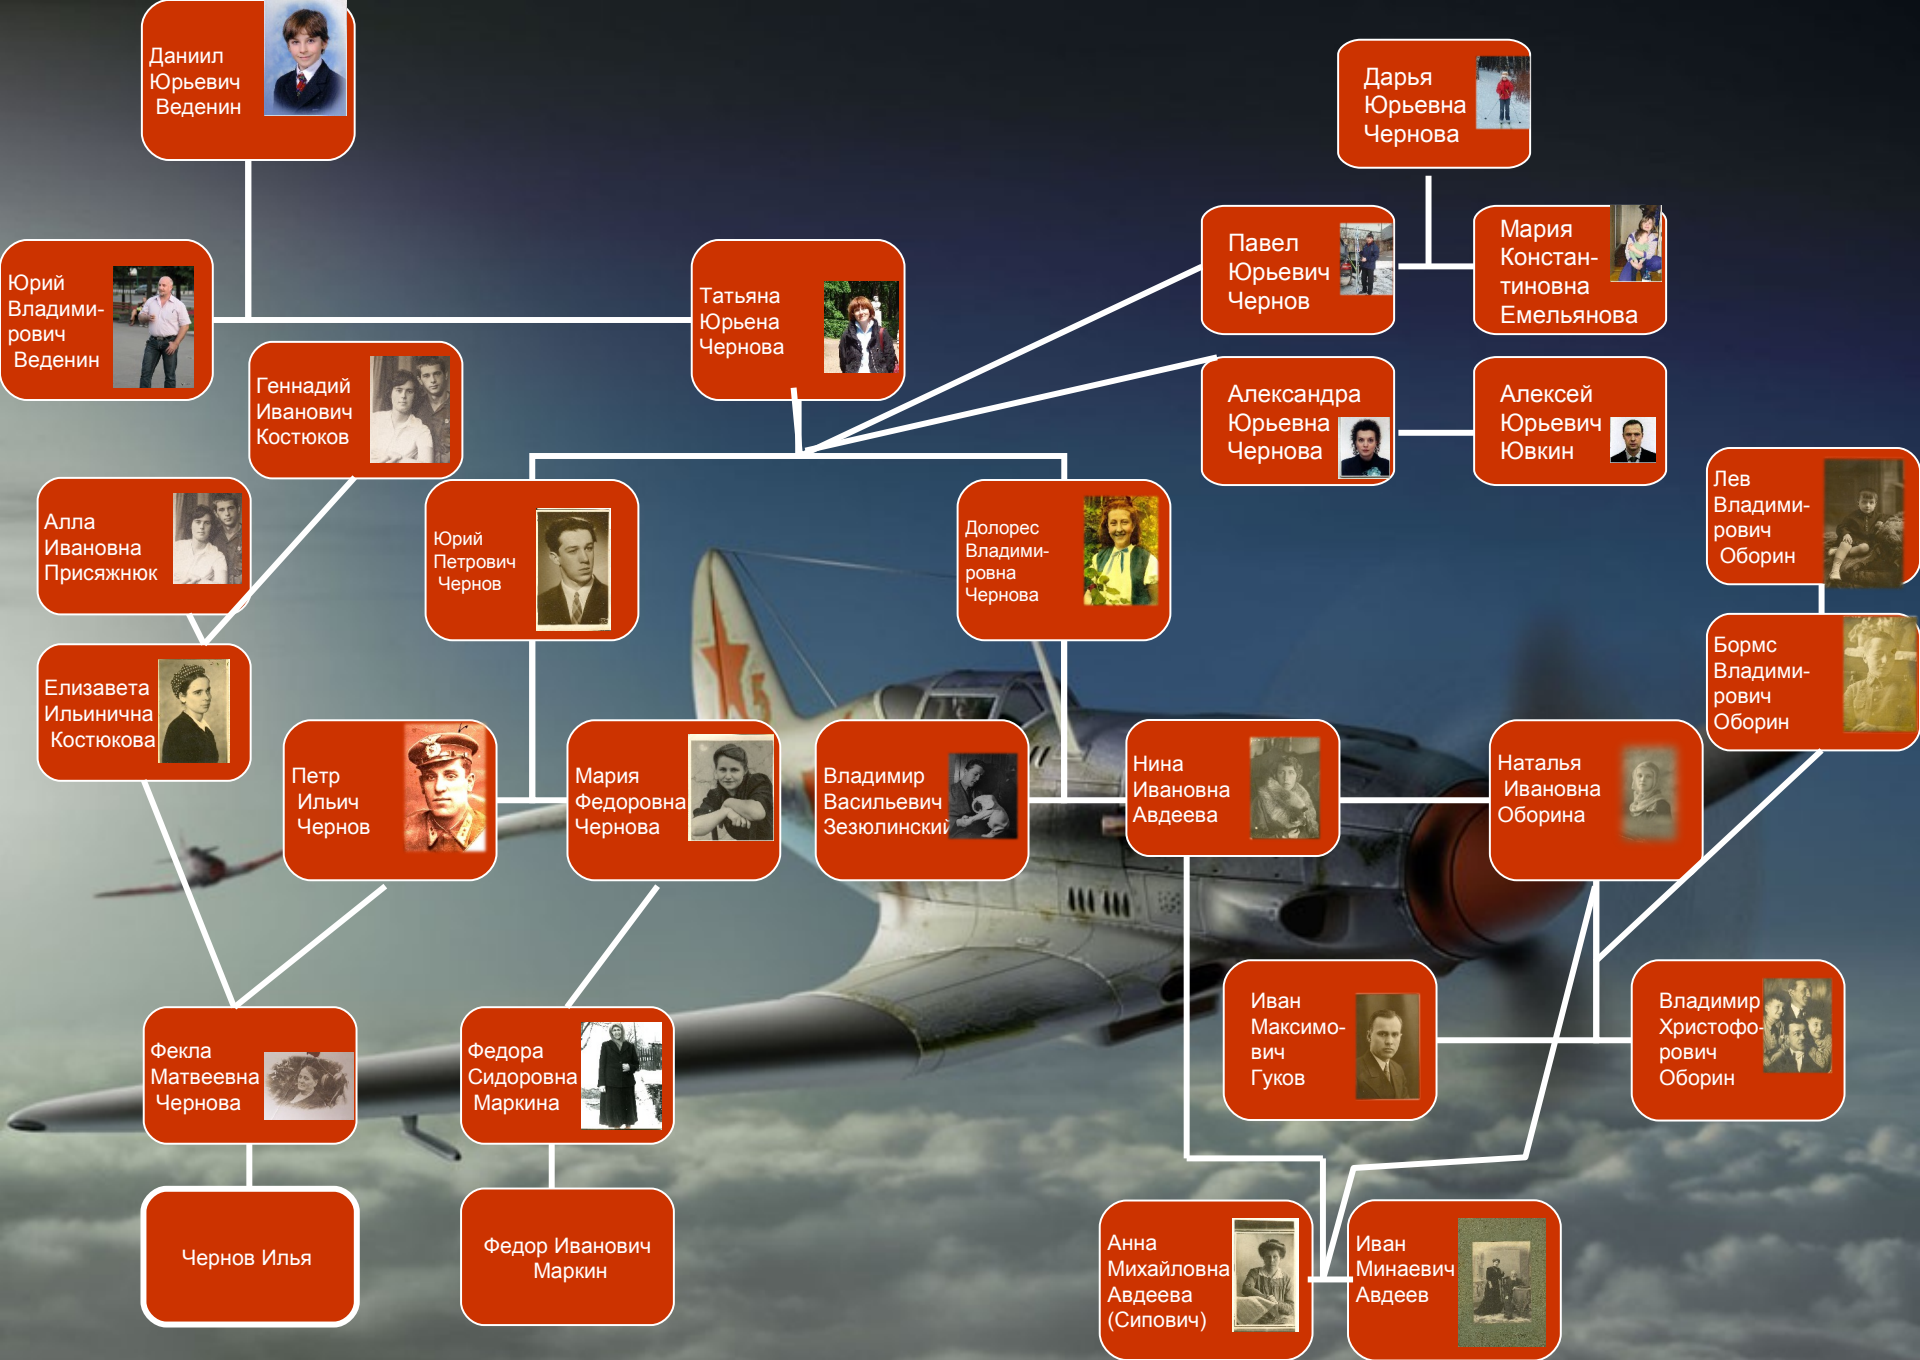 Даниил
Юрьевич
Веденин
Дарья
Юрьевна
Чернова
Юрий
Владими-
рович
Веденин
Татьяна
Юрьена
Чернова
Павел
Юрьевич
Чернов
Мария
Констан-
тиновна
Емельянова
Геннадий
Иванович
Костюков
Александра
Юрьевна
Чернова
Алексей
Юрьевич
Ювкин
Лев
Владими-
рович
Оборин
Алла
Ивановна
Присяжнюк
Юрий
Петрович
Чернов
Долорес
Владими-
ровна
Чернова
Бормс
Владими-
рович
Оборин
Елизавета
Ильинична
Костюкова
Петр
Ильич
Чернов
Мария
Федоровна
Чернова
Владимир
Васильевич
Зезюлинский
Нина
Ивановна
Авдеева
Наталья
Ивановна
Оборина
Фекла
Матвеевна
Чернова
Федора
Сидоровна
Маркина
Иван
Максимо-
вич
Гуков
Владимир
Христофо-
рович
Оборин
Чернов Илья
Федор Иванович
Маркин
Анна
Михайловна
Авдеева
(Сипович)
Иван
Минаевич
Авдеев